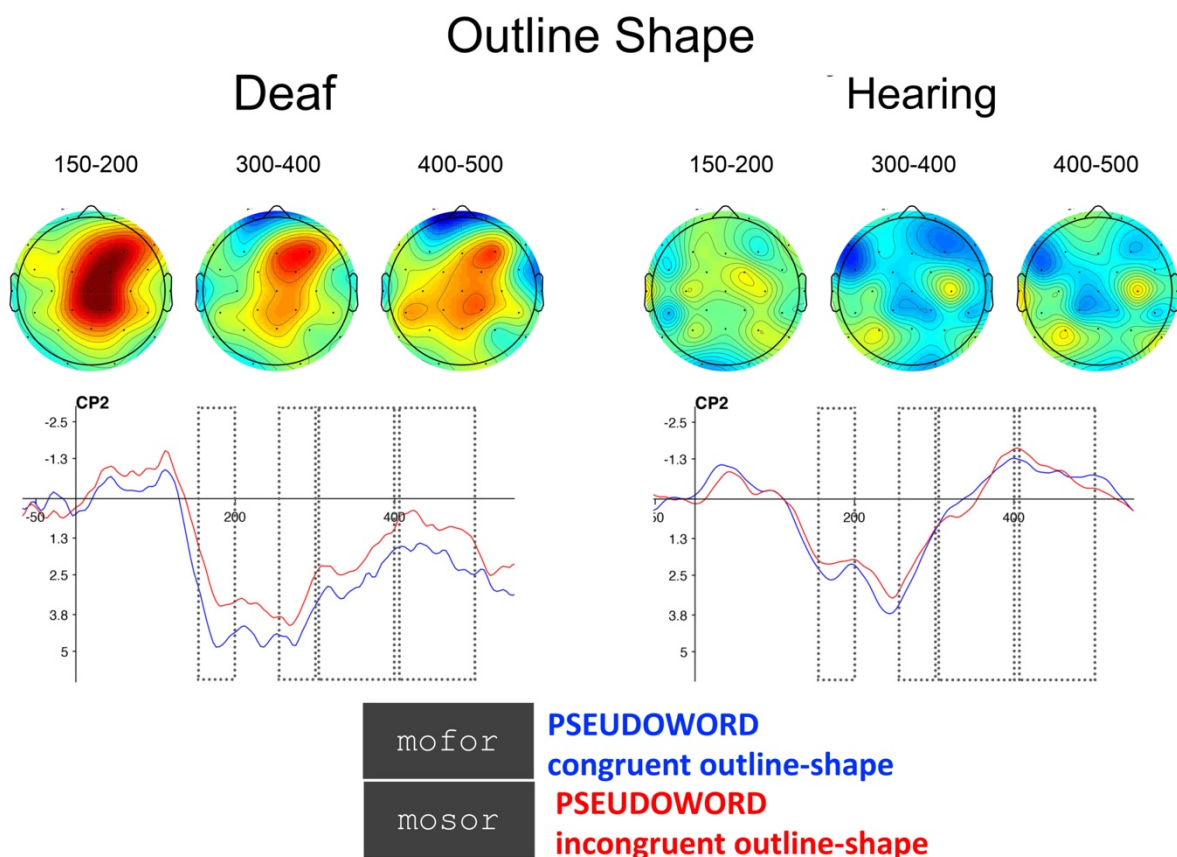 Outline Shape
Deaf
Hearing
150-200
300-400
400-500
150-200
300-400
400-500
CP2
-2.5
-1.3
-50
200
400
1.3
2.5
3.8
5
CP2
-2.5
-1.3
50
200
400
1.3
2.5
3.8
5
mofor
PSEUDOWORD
congruent outline-shape
mosor
PSEUDOWORD
incongruent outline-shape